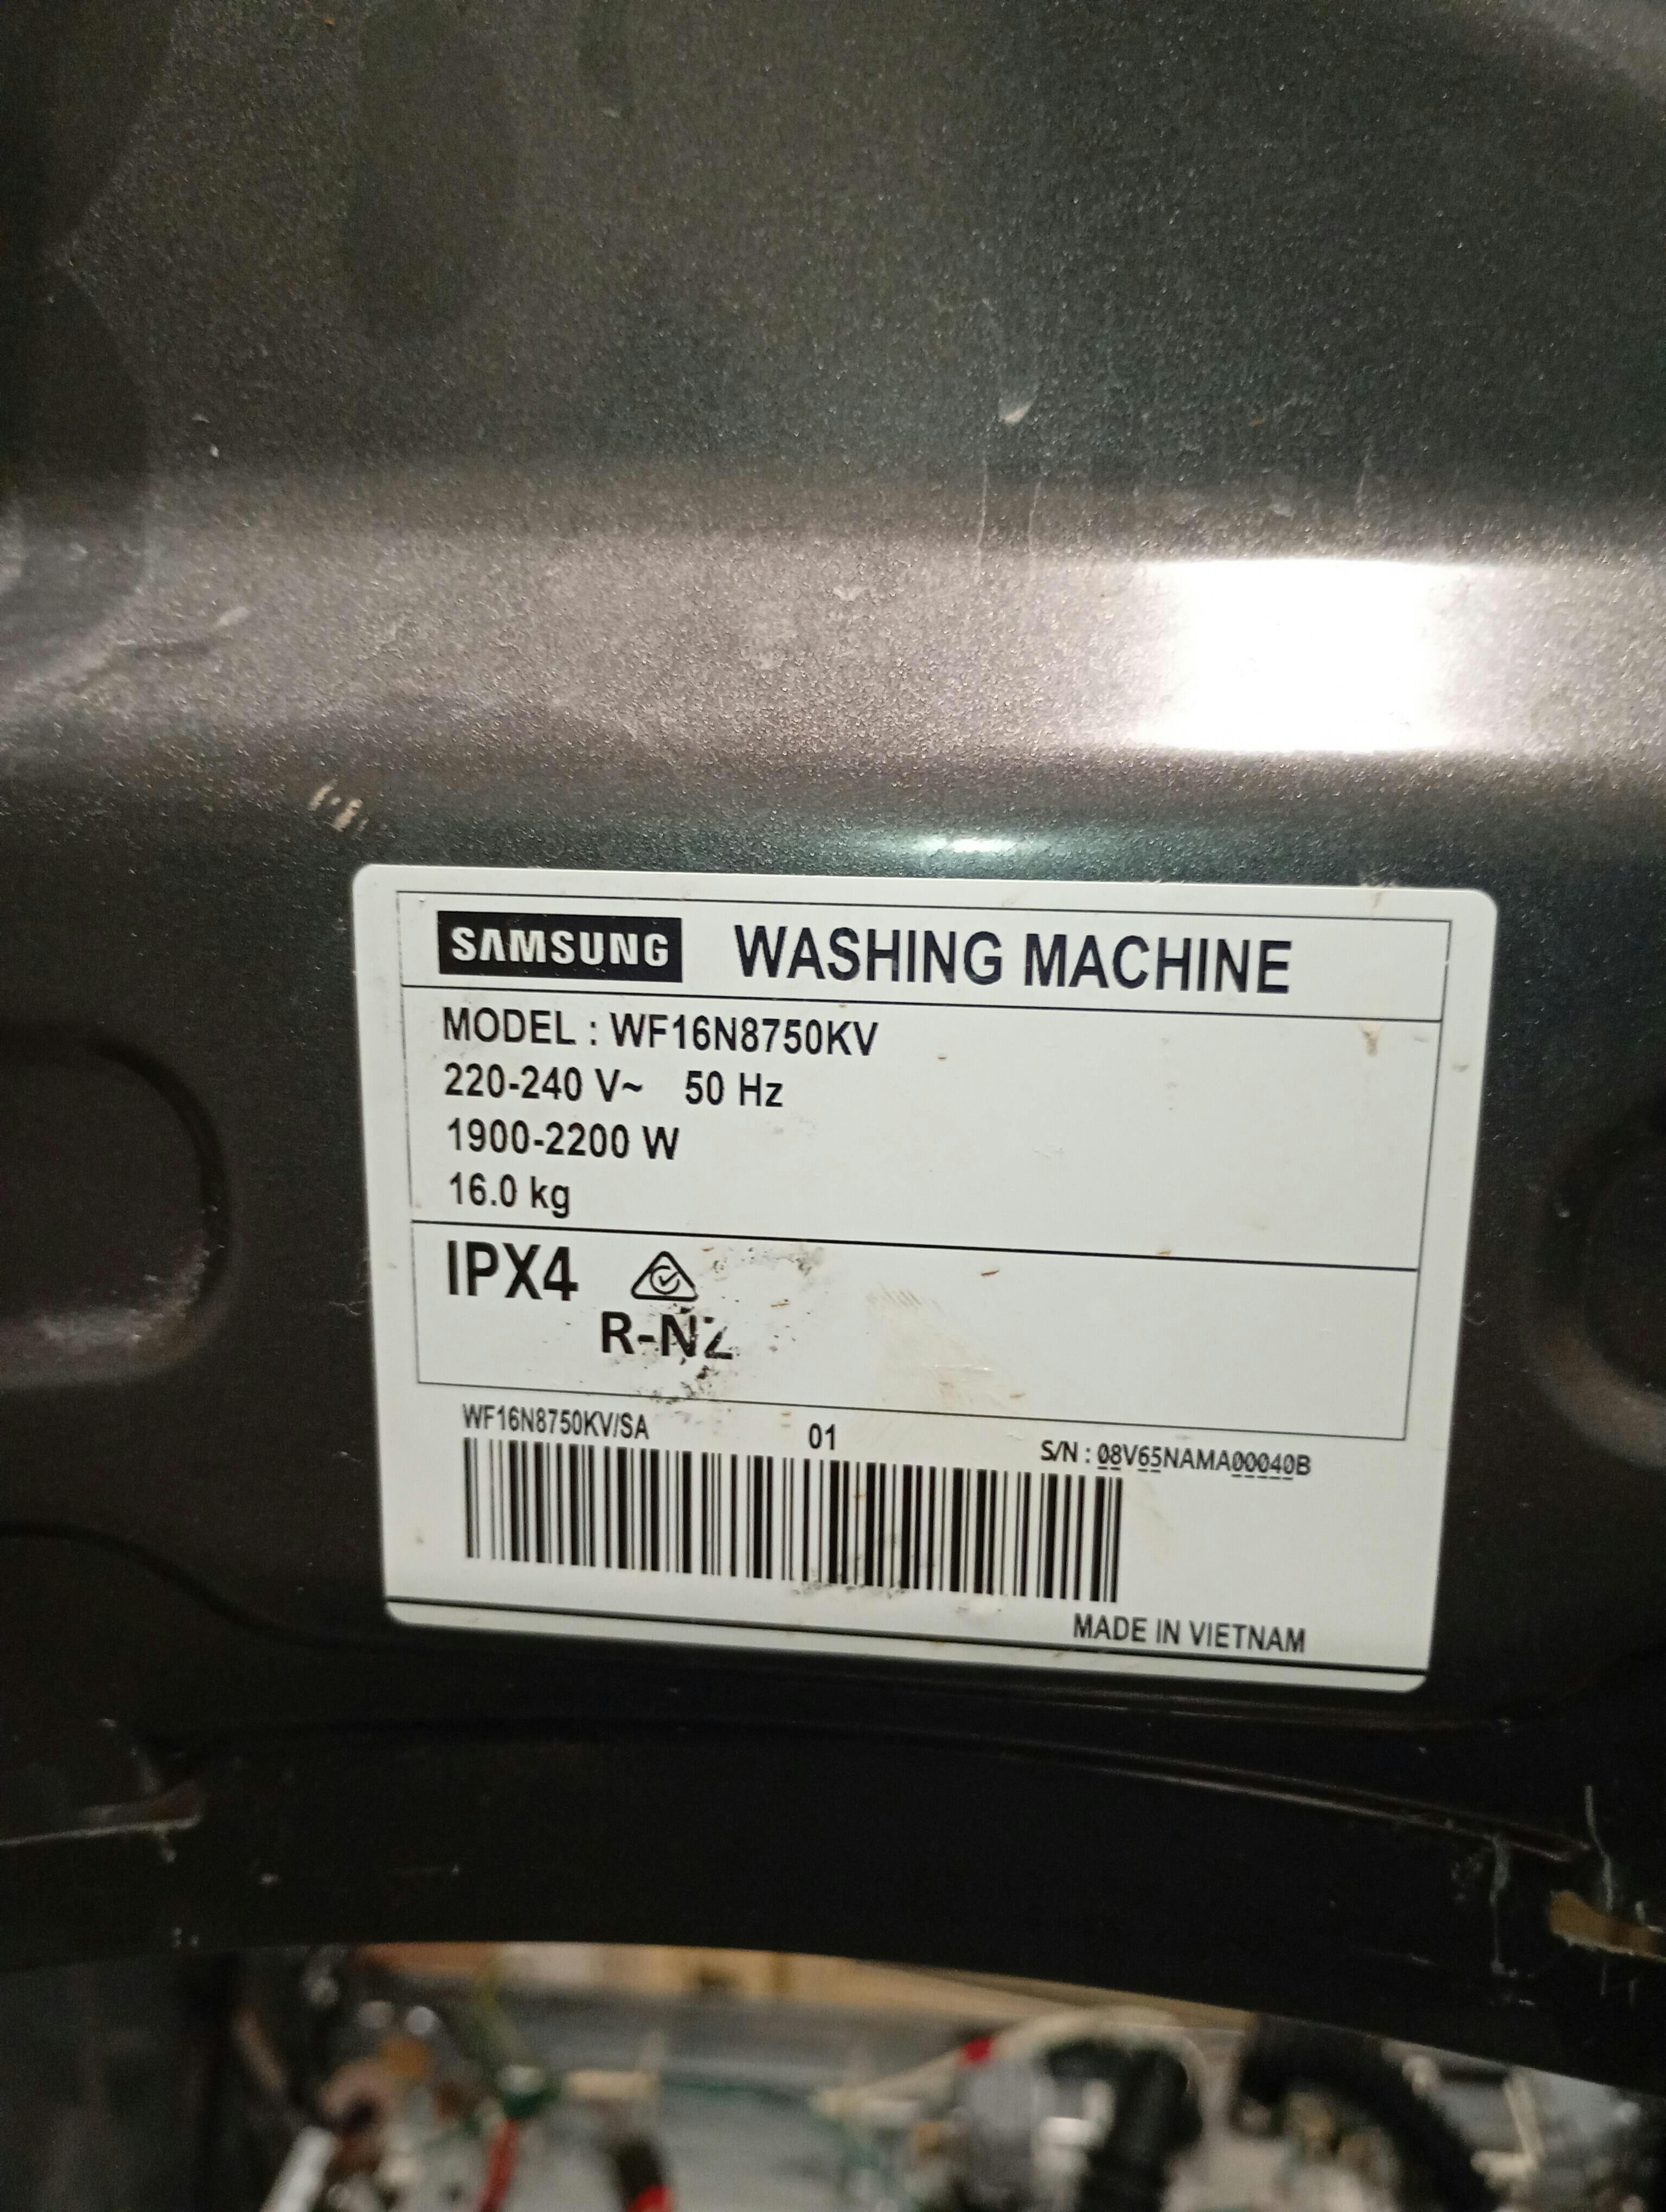 SAMSUNG WASHING MACHINE
MODEL : WF16N8750KV
220-240 V~ 50 Hz
1900-2200 W
16.0 kg
IPX4
R-NZ
WF16N8750KV/SA 01 S/N : 08V65NAMA00040B
MADE IN VIETNAM